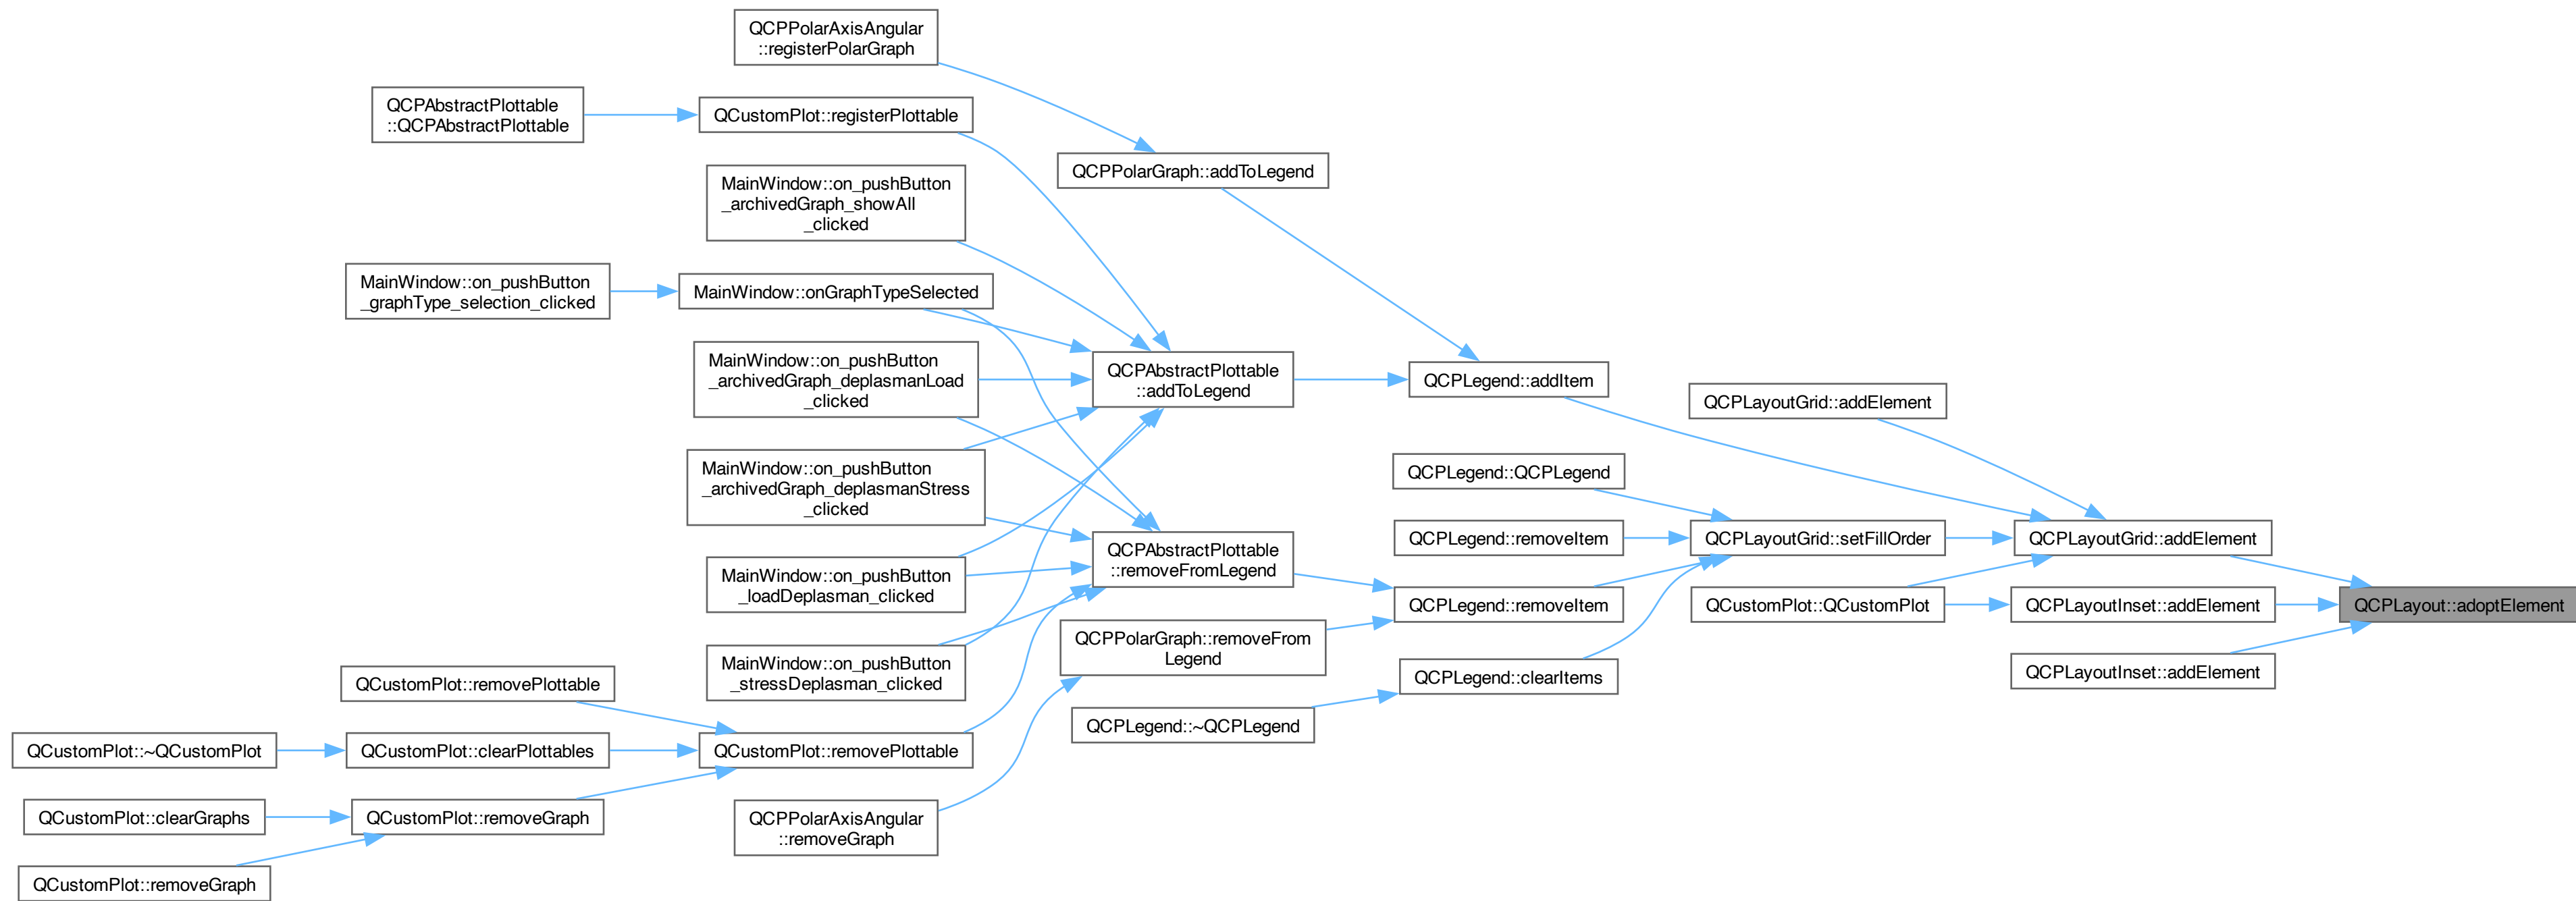 QCPPolarAxisAngular
::registerPolarGraph
QCPAbstractPlottable
::QCPAbstractPlottable
QCustomPlot::registerPlottable
QCPPolarGraph::addToLegend
MainWindow::on_pushButton
_archivedGraph_showAll
_clicked
MainWindow::on_pushButton
_graphType_selection_clicked
MainWindow::onGraphTypeSelected
MainWindow::on_pushButton
_archivedGraph_deplasmanLoad
_clicked
QCPAbstractPlottable
::addToLegend
QCPLegend::addItem
QCPLayoutGrid::addElement
MainWindow::on_pushButton
_archivedGraph_deplasmanStress
_clicked
QCPLegend::QCPLegend
QCPLegend::removeItem
QCPLayoutGrid::setFillOrder
QCPLayoutGrid::addElement
QCPAbstractPlottable
::removeFromLegend
MainWindow::on_pushButton
_loadDeplasman_clicked
QCPLegend::removeItem
QCustomPlot::QCustomPlot
QCPLayoutInset::addElement
QCPLayout::adoptElement
QCPPolarGraph::removeFrom
Legend
MainWindow::on_pushButton
_stressDeplasman_clicked
QCPLegend::clearItems
QCPLayoutInset::addElement
QCustomPlot::removePlottable
QCPLegend::~QCPLegend
QCustomPlot::~QCustomPlot
QCustomPlot::clearPlottables
QCustomPlot::removePlottable
QCustomPlot::clearGraphs
QCustomPlot::removeGraph
QCPPolarAxisAngular
::removeGraph
QCustomPlot::removeGraph